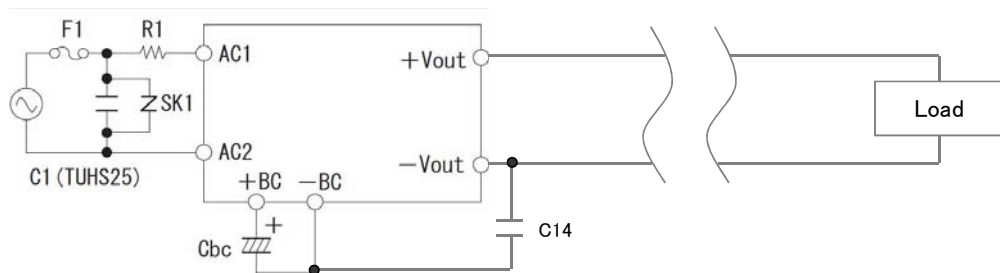 F1
R1
AC1
+Vout
SK1
Load
AC2
−Vout
C1(TUHS25)
+BC
−BC
+
Cbc
C14